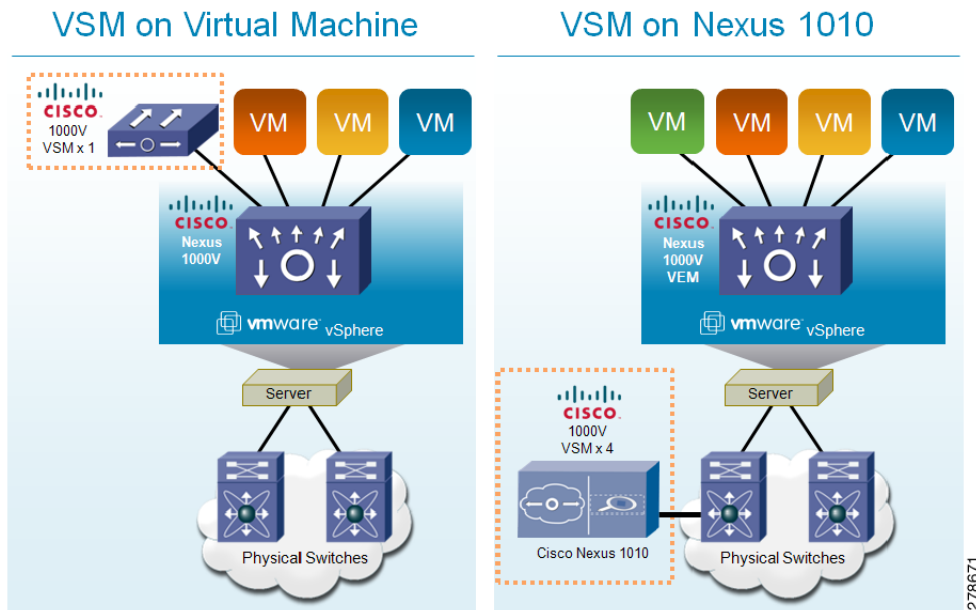 VSM on Virtual Machine
CISCO.
1000V
VSM x 1
VM
VM
VM
CISCO.
Nexus
1000V
vmware vSphere
Server
Physical Switches
VSM on Nexus 1010
VM
VM
VM
VM
CISCO.
Nexus
1000V
VEM
vmware vSphere
Server
CISCO.
1000V
VSM x 4
Cisco Nexus 1010
Physical Switches
278671